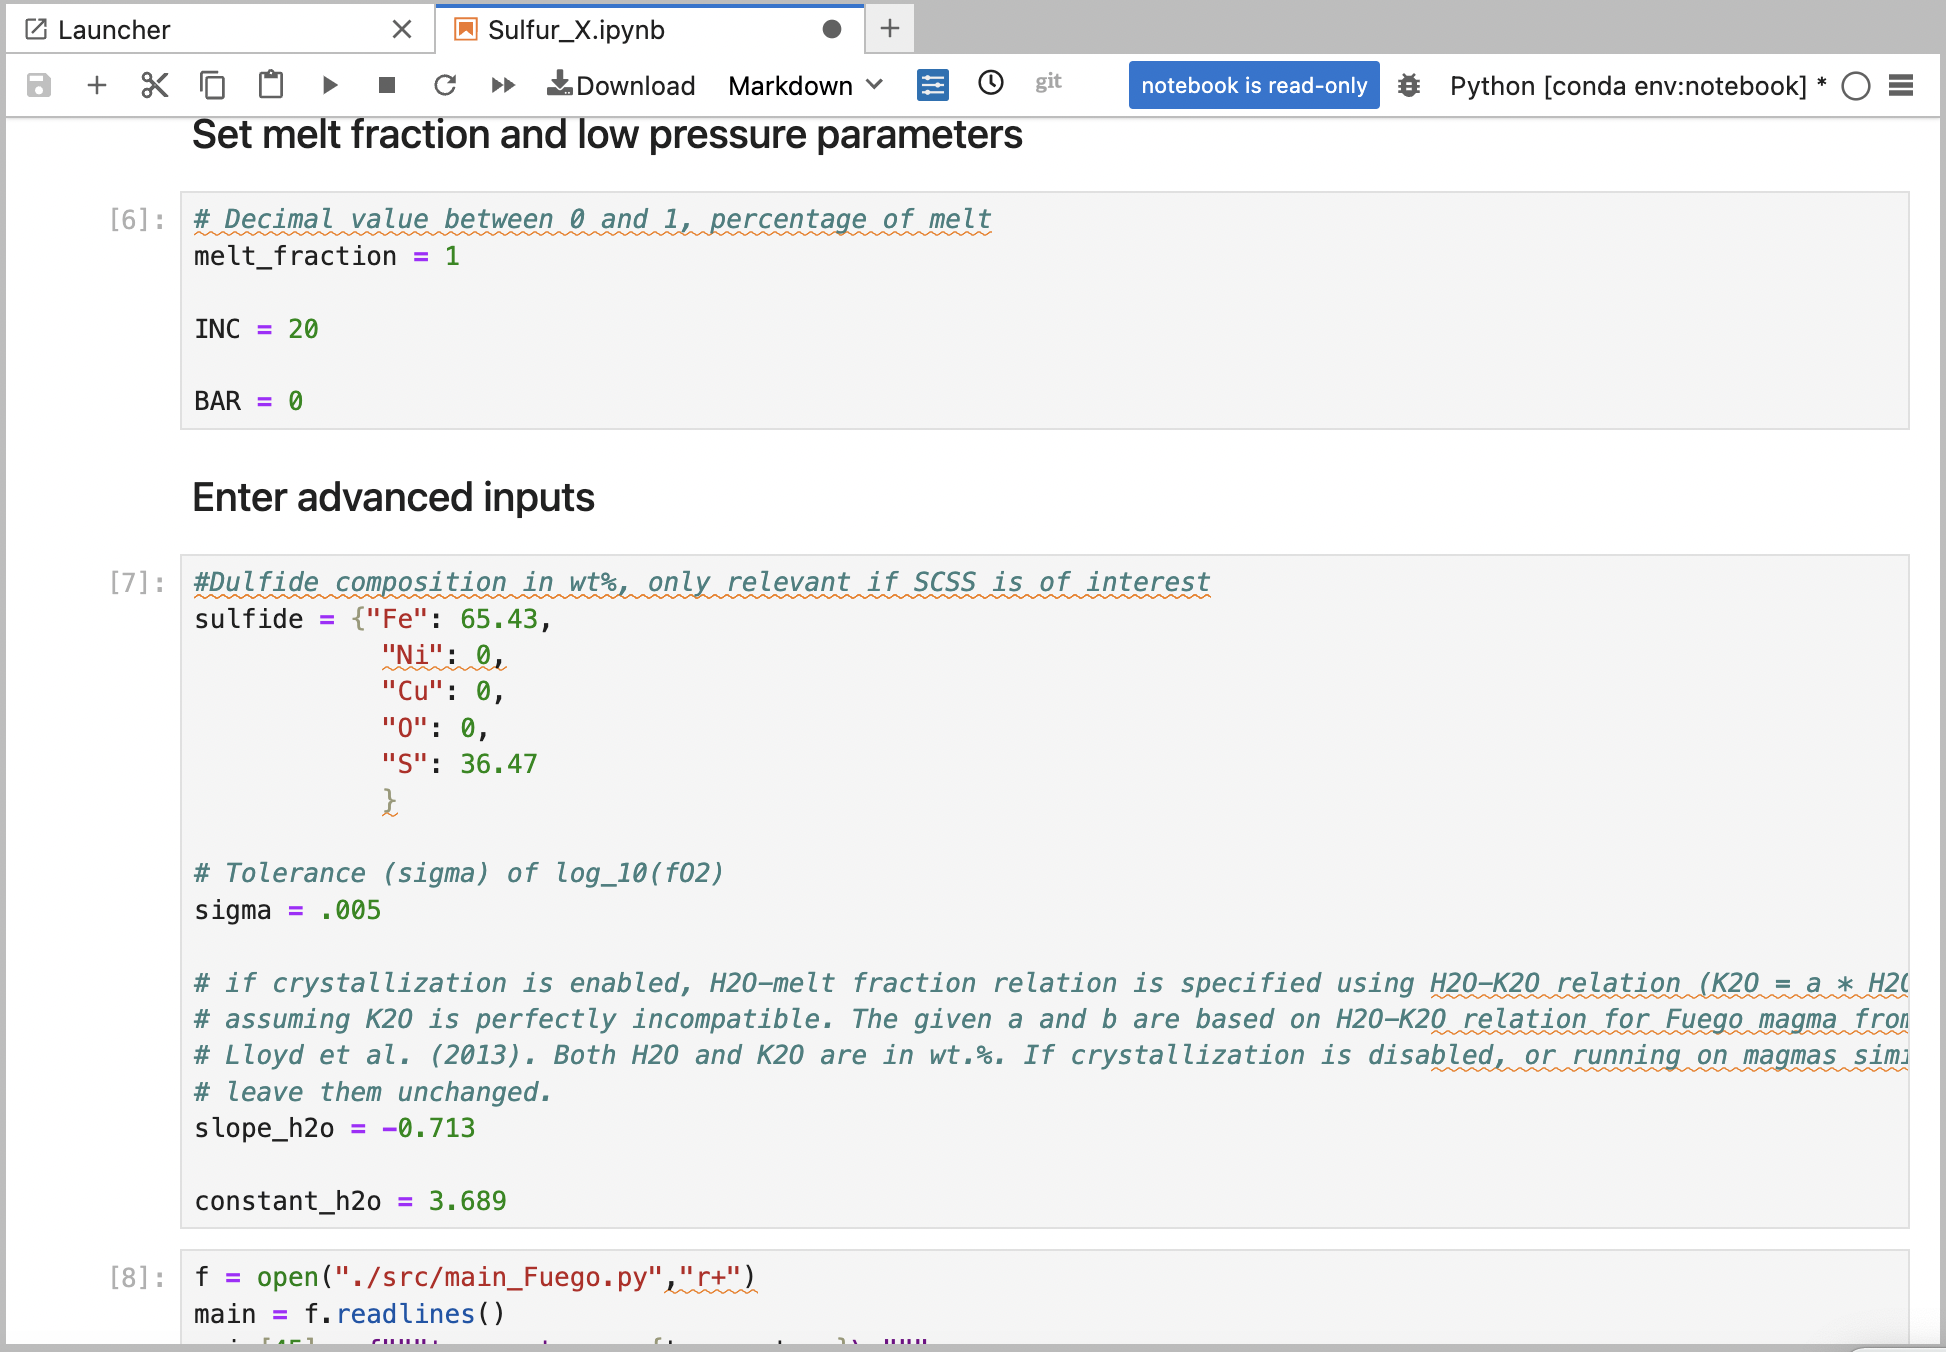 Launcher
Sulfur_X.ipynb
Download Markdown git notebook is read-only Python [conda env:notebook] *
Set melt fraction and low pressure parameters
[6]:
# Decimal value between 0 and 1, percentage of melt
melt_fraction = 1
INC = 20
BAR = 0
Enter advanced inputs
[7]:
#Dulfide composition in wt%, only relevant if SCSS is of interest
sulfide = {"Fe": 65.43,
"Ni": 0,
"Cu": 0,
"O": 0,
"S": 36.47
}
# Tolerance (sigma) of log_10(fO2)
sigma = .005
# if crystallization is enabled, H2O-melt fraction relation is specified using H2O-K2O relation (K2O = a * H2O
# assuming K2O is perfectly incompatible. The given a and b are based on H2O-K2O relation for Fuego magma from
# Lloyd et al. (2013). Both H2O and K2O are in wt.%. If crystallization is disabled, or running on magmas simi
# leave them unchanged.
slope_h2o = -0.713
constant_h2o = 3.689
[8]:
f = open("./src/main_Fuego.py","r+")
main = f.readlines()